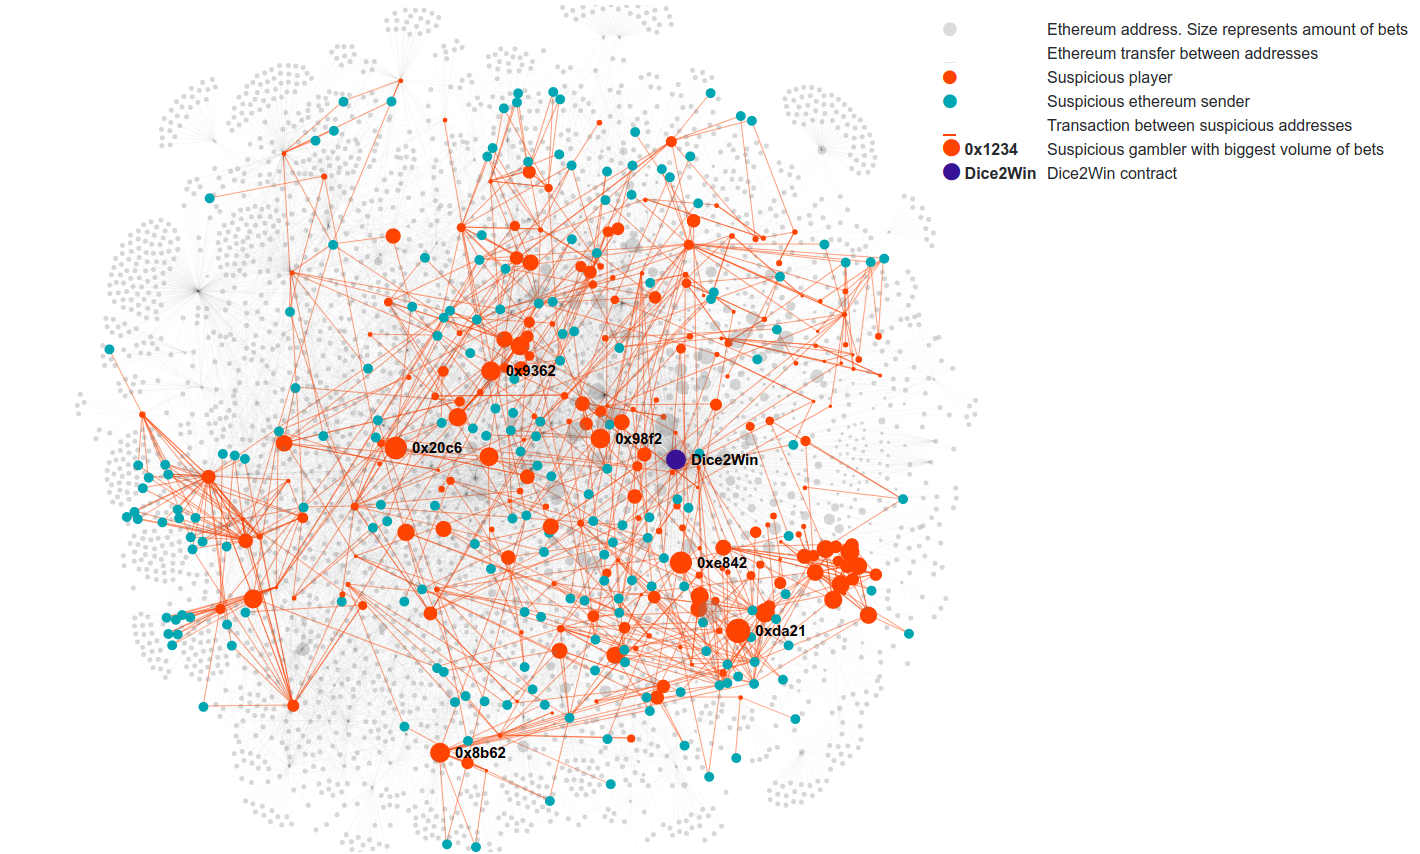 Ethereum address. Size represents amount of bets
Ethereum transfer between addresses
Suspicious player
Suspicious ethereum sender
Transaction between suspicious addresses
0x1234 Suspicious gambler with biggest volume of bets
Dice2Win Dice2Win contract
0x9362
0x98f2
0x20c6
Dice2Win
0xe842
0xda21
0x8b62